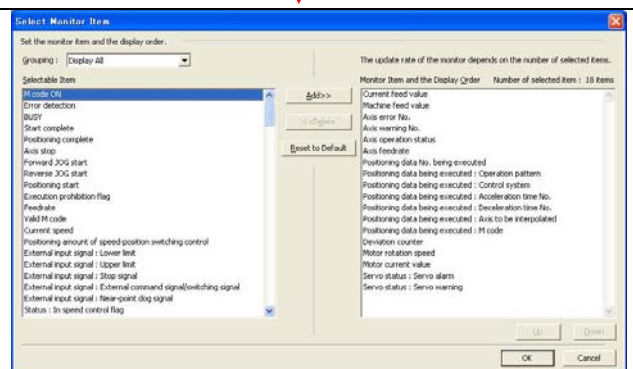 Select Monitor Item
Set the monitor item and the display order.
Grouping : Display All
The update rate of the monitor depends on the number of selected items.
Selectable Item
Monitor Item and the Display Order Number of selected item : 18 items
M code ON
Error detection
BUSY
Start complete
Positioning complete
Axis stop
Forward JOG start
Reverse JOG start
Positioning start
Execution prohibition flag
Feedrate
Valid M code
Current speed
Positioning amount of speed-position switching control
External input signal : Lower limit
External input signal : Upper limit
External input signal : Stop signal
External input signal : External command signal/switching signal
External input signal : Near-point dog signal
Status : In speed control flag
Add>>
<<Delete
Reset to Default
Current feed value
Machine feed value
Axis error No.
Axis warning No.
Axis operation status
Axis feedrate
Positioning data No. being executed
Positioning data being executed : Operation pattern
Positioning data being executed : Control system
Positioning data being executed : Acceleration time No.
Positioning data being executed : Deceleration time No.
Positioning data being executed : Axis to be interpolated
Positioning data being executed : M code
Deviation counter
Motor rotation speed
Motor current value
Servo status : Servo alarm
Servo status : Servo warning
Up Down
OK Cancel